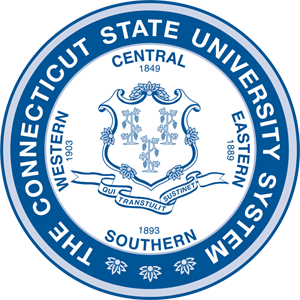 THE CONNECTICUT STATE UNIVERSITY SYSTEM
CENTRAL
1849
WESTERN
1903
EASTERN
1889
QUI TRANSTULIT SUSTINET
1893
SOUTHERN